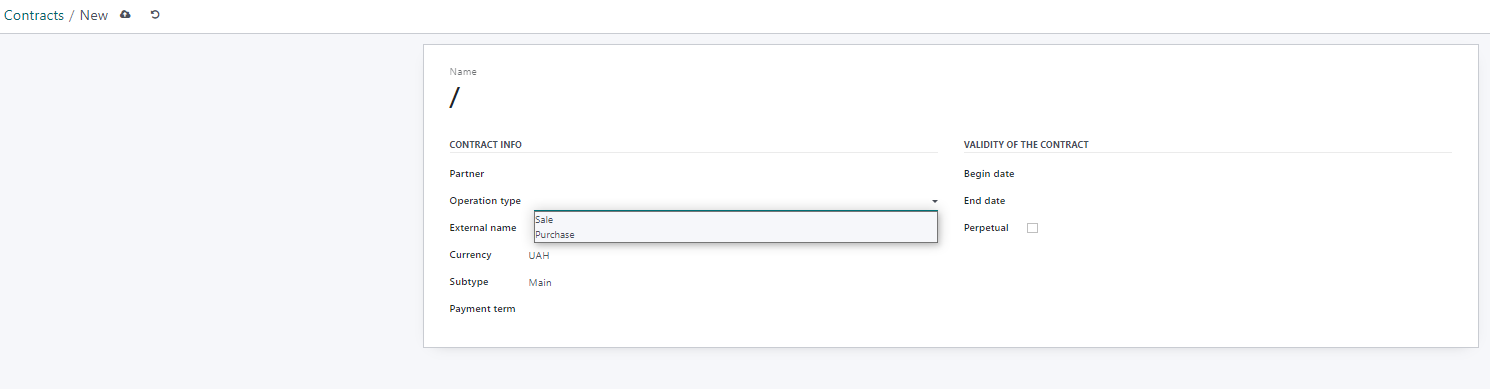 Contracts / New
Name
/
CONTRACT INFO
Partner
Operation type
Sale
Purchase
External name
Currency UAH
Subtype Main
Payment term
VALIDITY OF THE CONTRACT
Begin date
End date
Perpetual